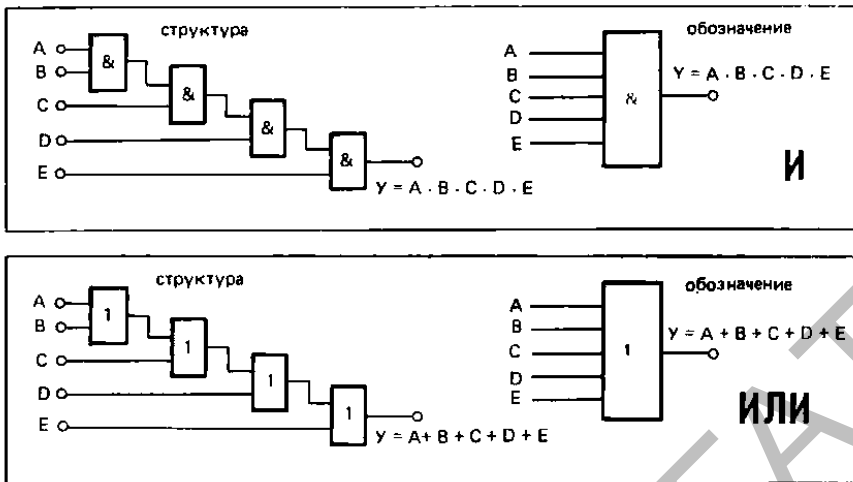 структура
обозначение
A
B
C
D
E
&
&
&
&
Y = A · B · C · D · E
A
B
C
D
E
&
Y = A · B · C · D · E
И
структура
обозначение
A
B
C
D
E
1
1
1
1
Y = A + B + C + D + E
A
B
C
D
E
1
Y = A + B + C + D + E
ИЛИ